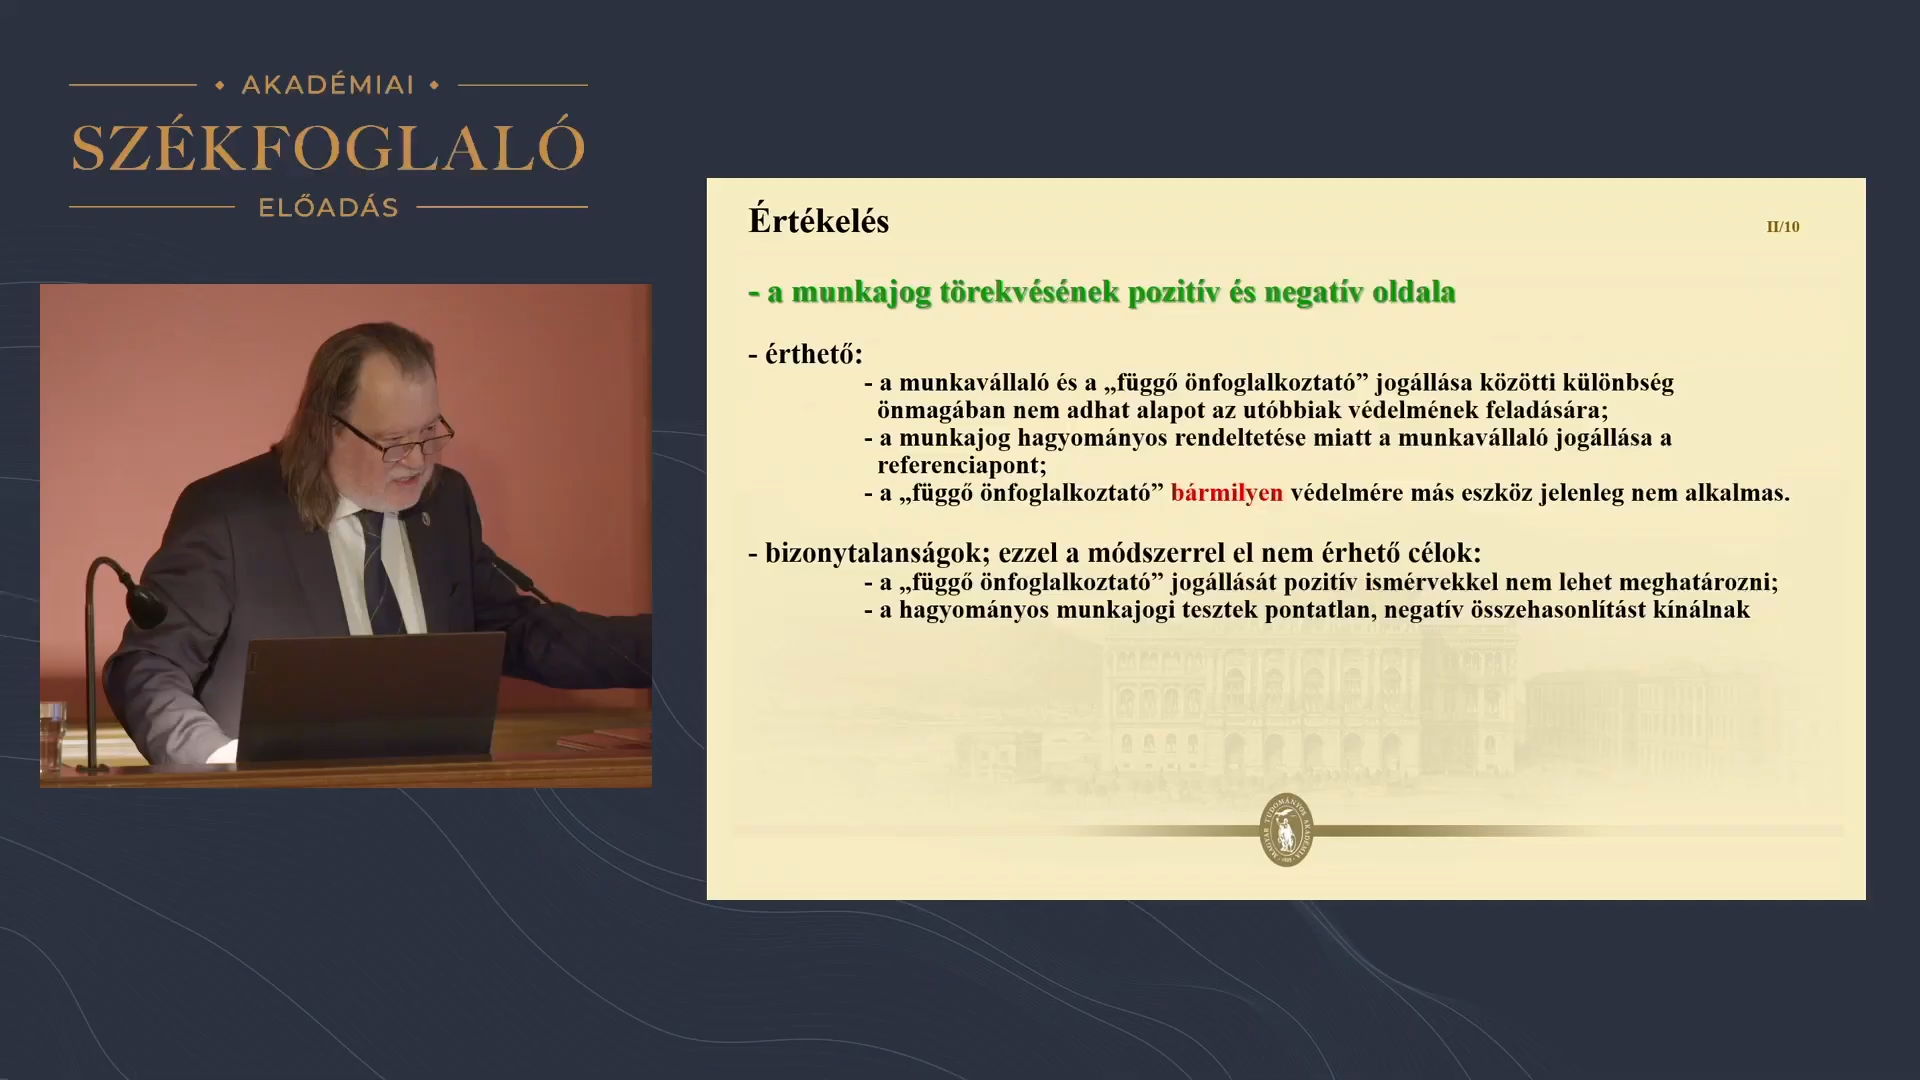 AKADÉMIAI
SZÉKFOGLALÓ
ELŐADÁS
Értékelés
II/10
- a munkajog törekvésének pozitív és negatív oldala
- érthető:
- a munkavállaló és a „függő önfoglalkoztató” jogállása közötti különbség
önmagában nem adhat alapot az utóbbiak védelmének feladására;
- a munkajog hagyományos rendeltetése miatt a munkavállaló jogállása a
referenciapont;
- a „függő önfoglalkoztató” bármilyen védelmére más eszköz jelenleg nem alkalmas.
- bizonytalanságok; ezzel a módszerrel el nem érhető célok:
- a „függő önfoglalkoztató” jogállását pozitív ismérvekkel nem lehet meghatározni;
- a hagyományos munkajogi tesztek pontatlan, negatív összehasonlítást kínálnak
MAGYAR TUDOMÁNYOS AKADÉMIA